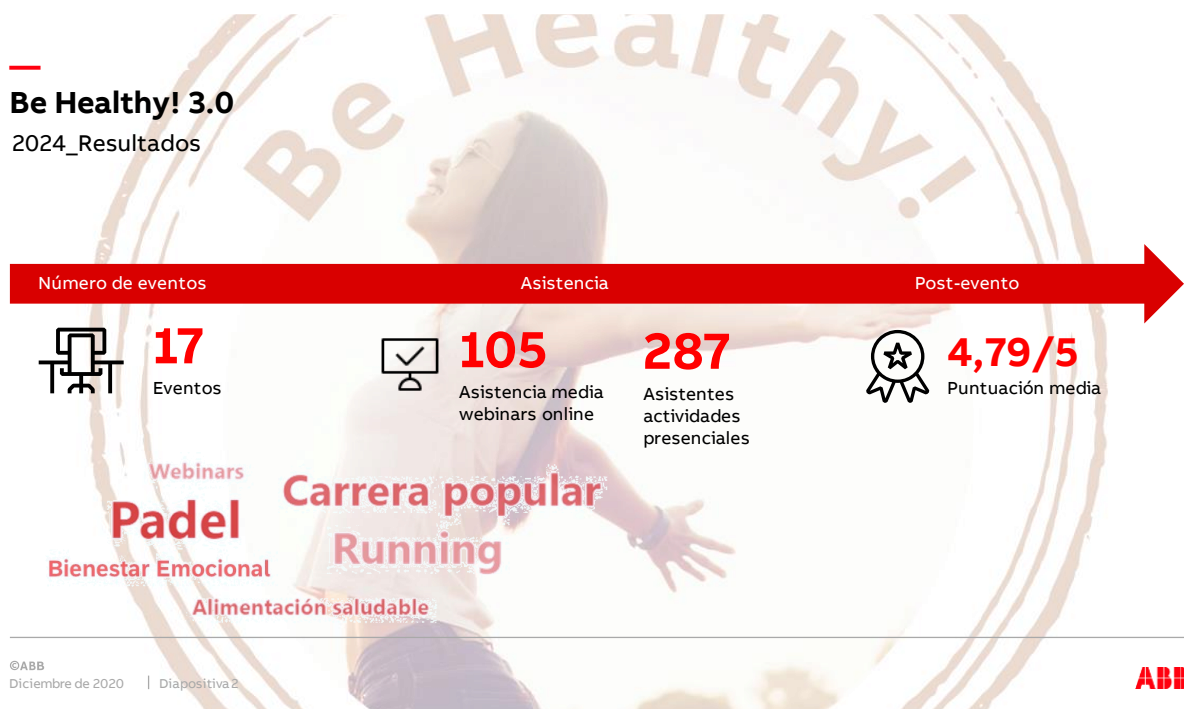 Be Healthy!
Be Healthy! 3.0
2024_Resultados
Número de eventos
Asistencia
Post-evento
17
Eventos
105
Asistencia media
webinars online
287
Asistentes
actividades
presenciales
4,79/5
Puntuación media
Webinars
Carrera popular
Padel
Running
Bienestar Emocional
Alimentación saludable
©ABB
Diciembre de 2020 | Diapositiva 2
ABB